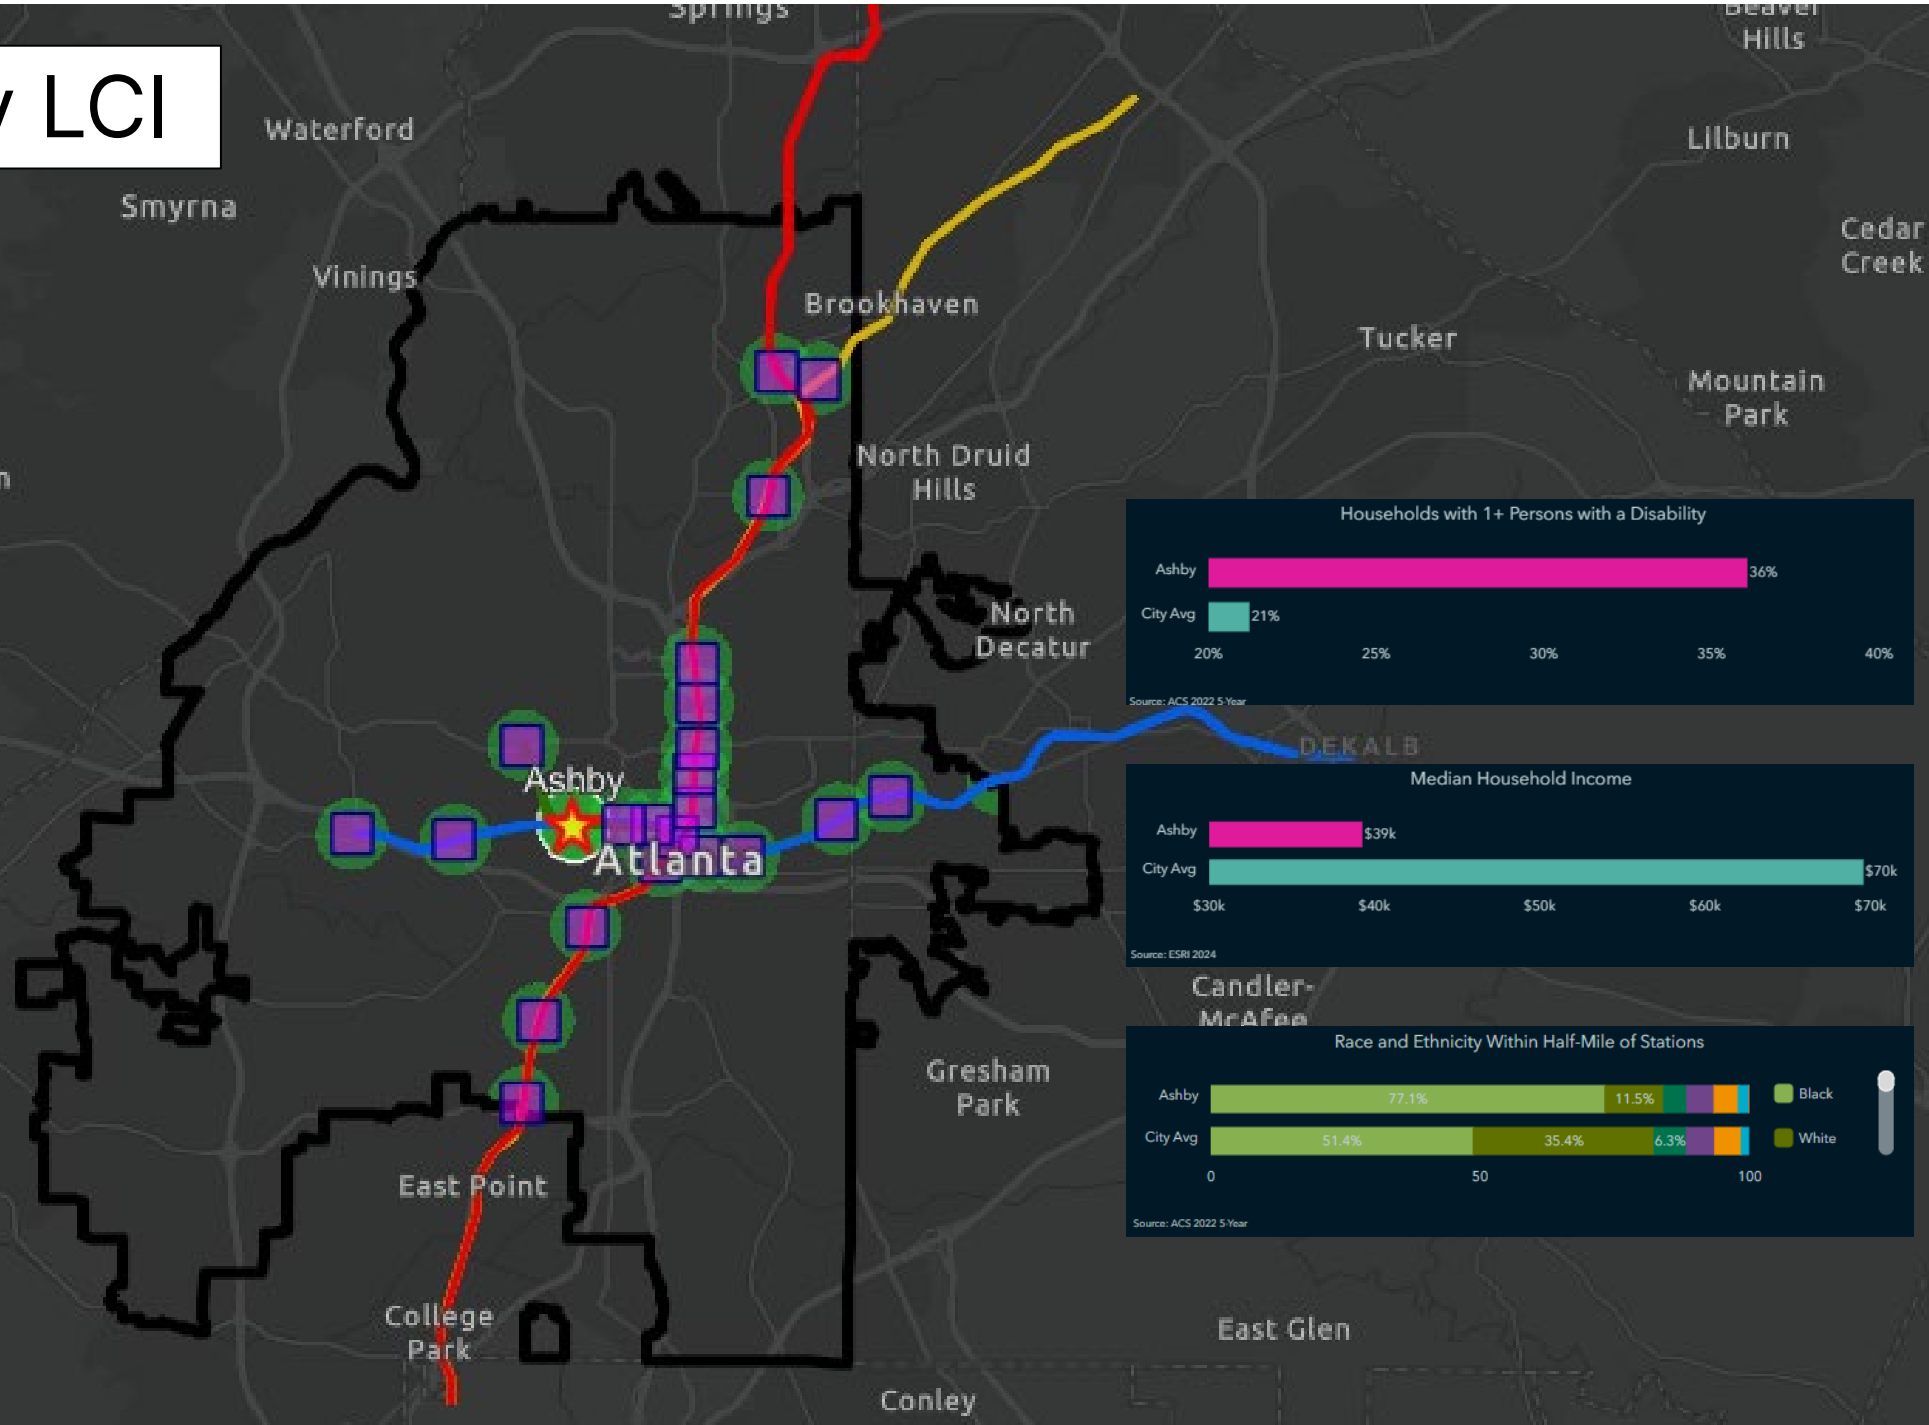 Springs
Beaver
Hills
y LCI
Waterford
Lilburn
Smyrna
Cedar
Creek
Vinings
Brookhaven
Tucker
Mountain
Park
North Druid
Hills
Households with 1+ Persons with a Disability
Ashby
36%
City Avg
21%
20%
25%
30%
35%
40%
Source: ACS 2022 5-Year
North
Decatur
DEKALB
Ashby
Atlanta
Median Household Income
Ashby
$39k
City Avg
$70k
$30k
$40k
$50k
$60k
$70k
Source: ESRI 2024
Candler-
McAfee
Race and Ethnicity Within Half-Mile of Stations
Ashby
77.1%
11.5%
Black
City Avg
51.4%
35.4%
6.3%
White
0
50
100
Source: ACS 2022 5-Year
Gresham
Park
East Point
College
Park
East Glen
Conley